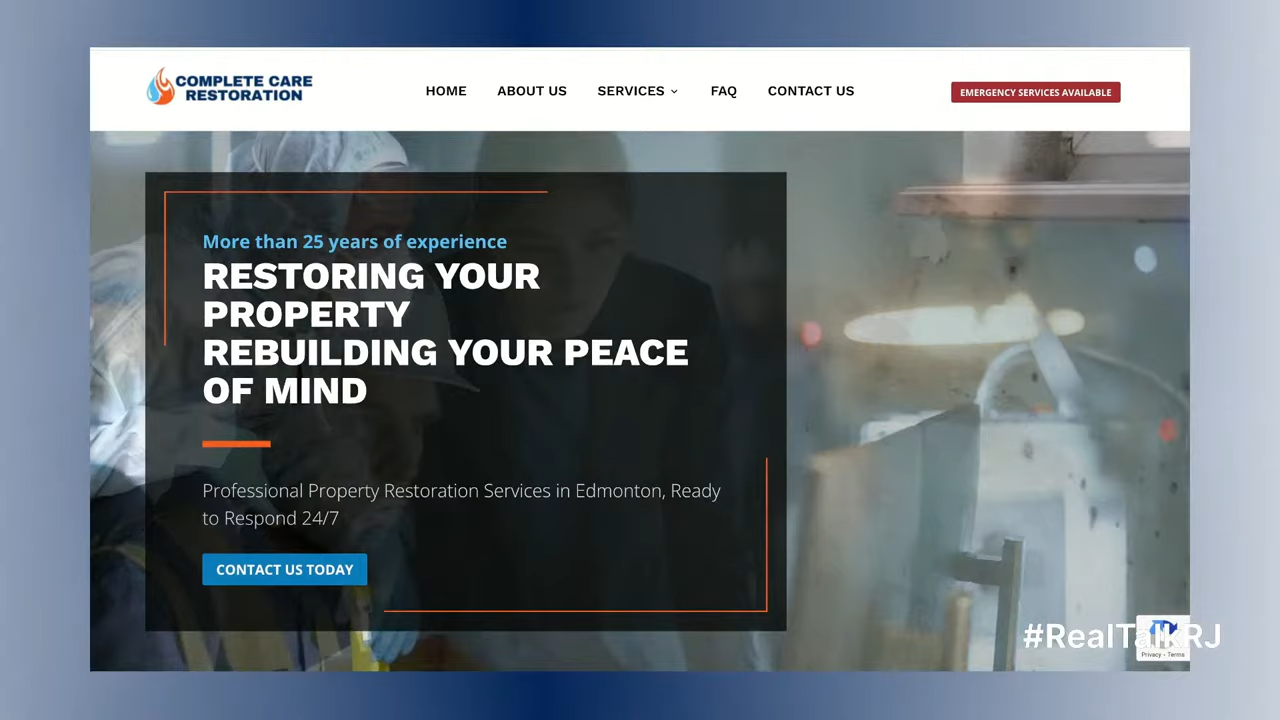 COMPLETE CARE
RESTORATION
HOME
ABOUT US
SERVICES
FAQ
CONTACT US
EMERGENCY SERVICES AVAILABLE
More than 25 years of experience
RESTORING YOUR
PROPERTY
REBUILDING YOUR PEACE
OF MIND
Professional Property Restoration Services in Edmonton, Ready
to Respond 24/7
CONTACT US TODAY
#RealTalkRJ
Privacy - Terms